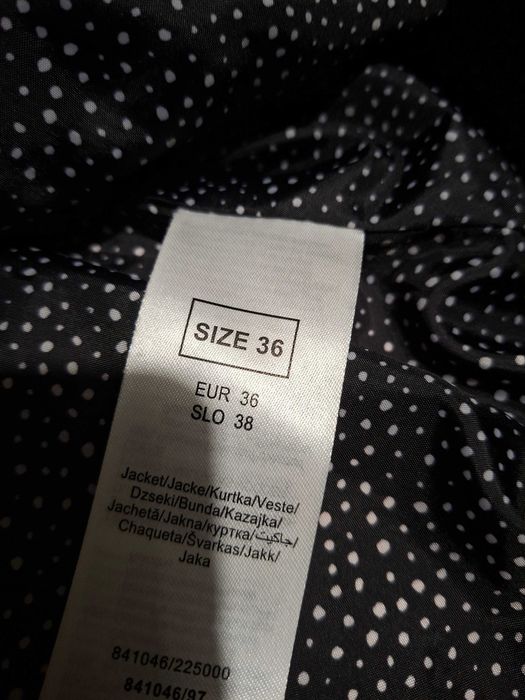 SIZE 36
EUR 36
SLO 38
Jacket/Jacke/Kurtka/Veste/
Dzseki/Bunda/Kazajka/
Jachetă/Jakna/куртка/جاكيت/
Chaqueta/Švarkas/Jakk/
Jaka
841046/225000
841046/97